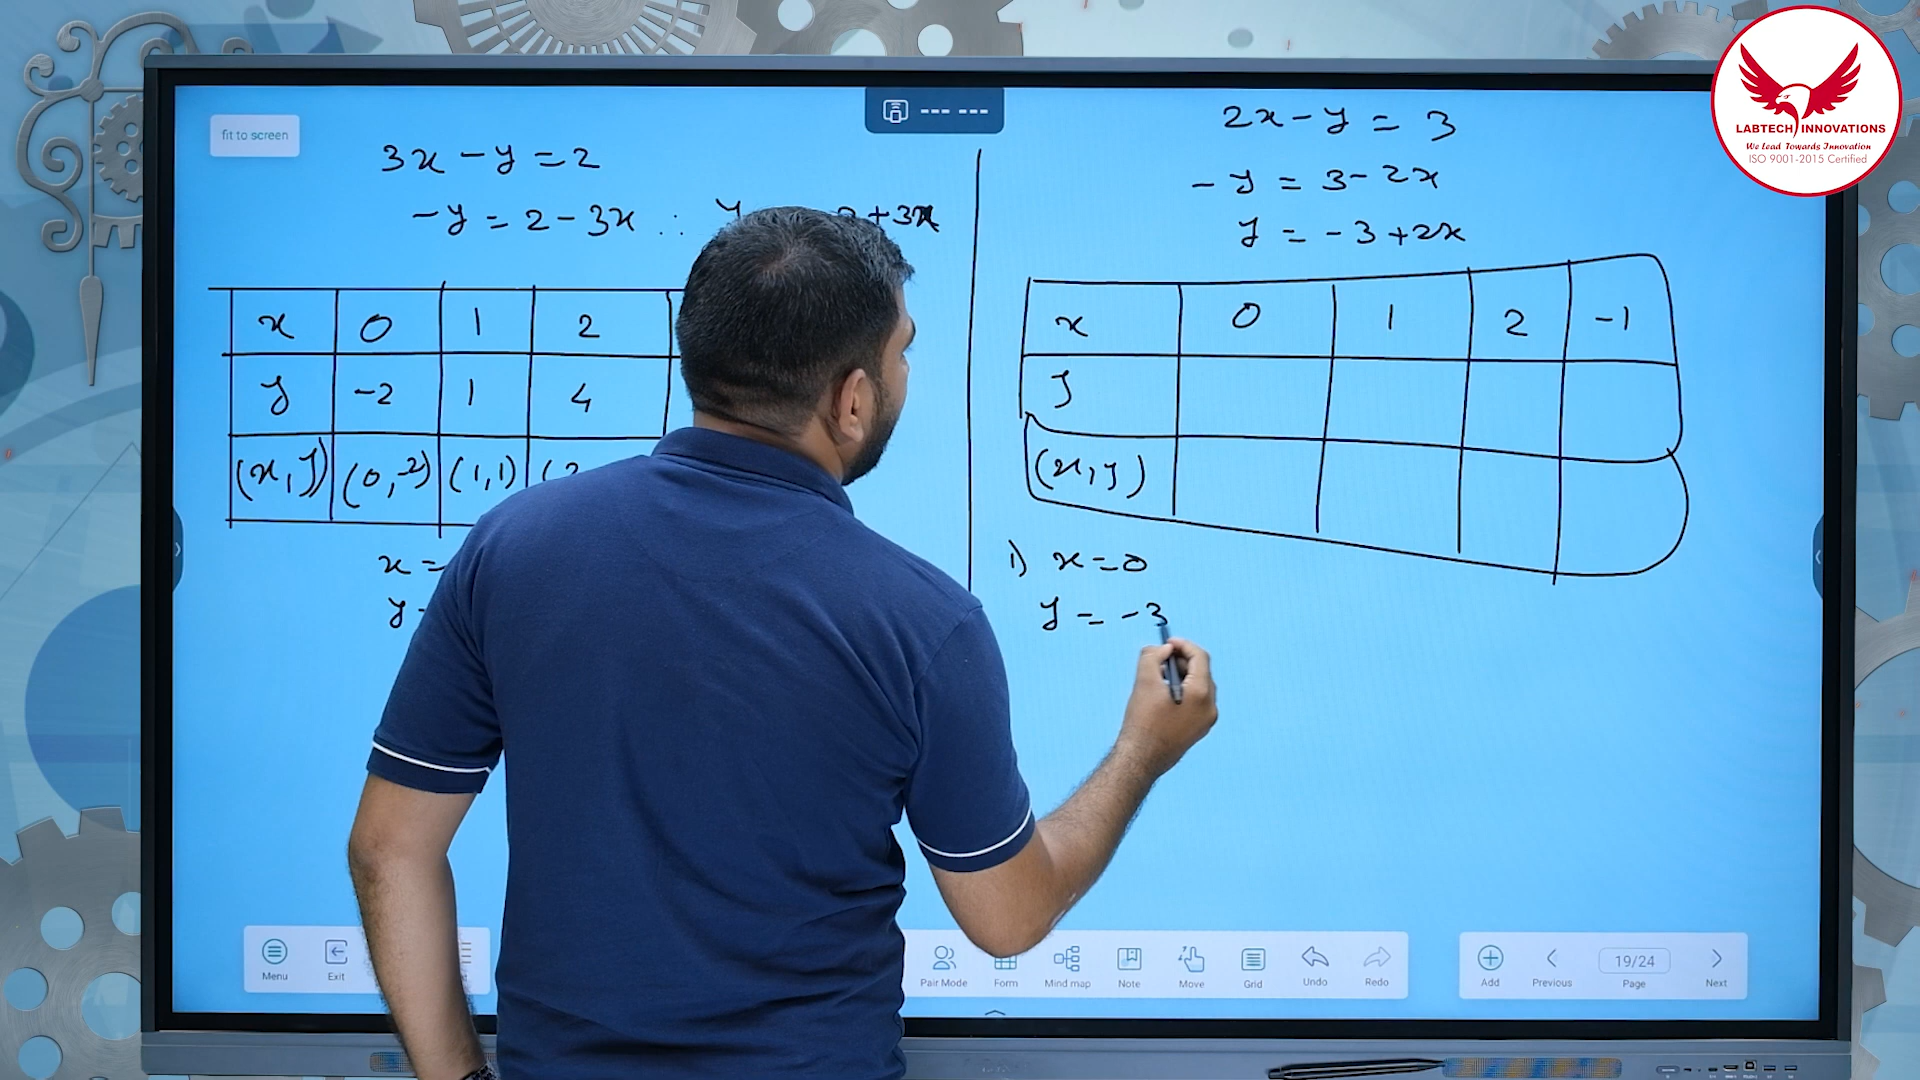 fit to screen
3x - y = 2
- y = 2 - 3x ∴ y + 3x
x 0 1 2
y -2 1 4
(x,y) (0,-2) (1,1) (2
x =
y -
2x - y = 3
- y = 3 - 2x
y = - 3 + 2x
x 0 1 2 -1
y
(x,y)
1) x = 0
y = - 3
LABTECH INNOVATIONS
We Lead Towards Innovation
ISO 9001-2015 Certified
Menu Exit Pair Mode Form Mind map Note Move Grid Undo Redo
Add Previous 19/24 Page Next